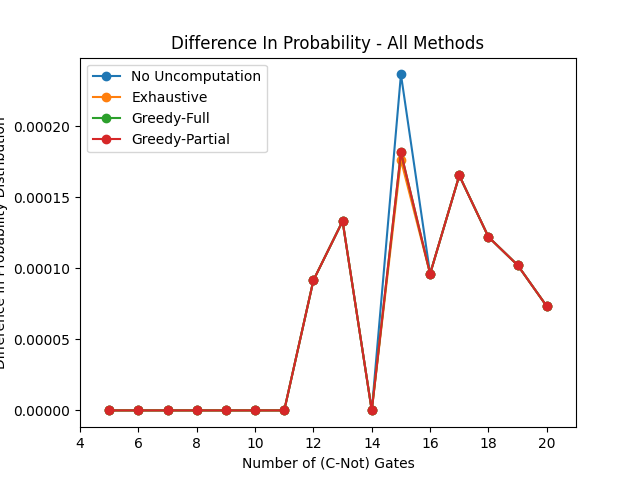 Difference In Probability - All Methods
No Uncomputation
Exhaustive
Greedy-Full
Greedy-Partial
0.00020
0.00015
0.00010
0.00005
0.00000
Difference in Probability Distribution
4 6 8 10 12 14 16 18 20
Number of (C-Not) Gates